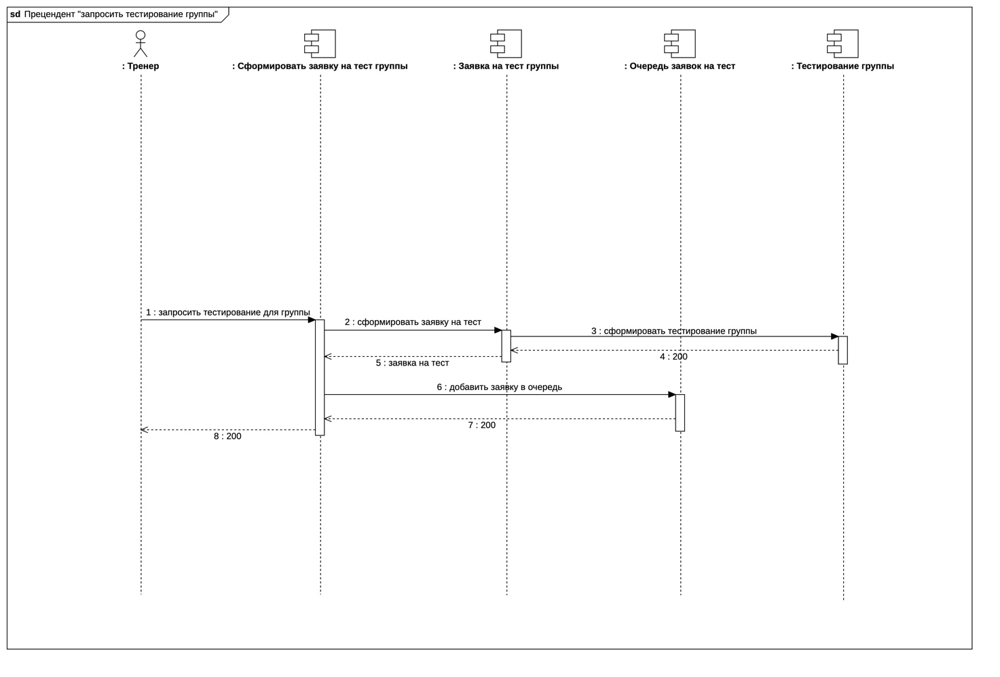 sd Прецендент "запросить тестирование группы"
: Тренер
: Сформировать заявку на тест группы
: Заявка на тест группы
: Очередь заявок на тест
: Тестирование группы
1 : запросить тестирование для группы
2 : сформировать заявку на тест
3 : сформировать тестирование группы
4 : 200
5 : заявка на тест
6 : добавить заявку в очередь
7 : 200
8 : 200